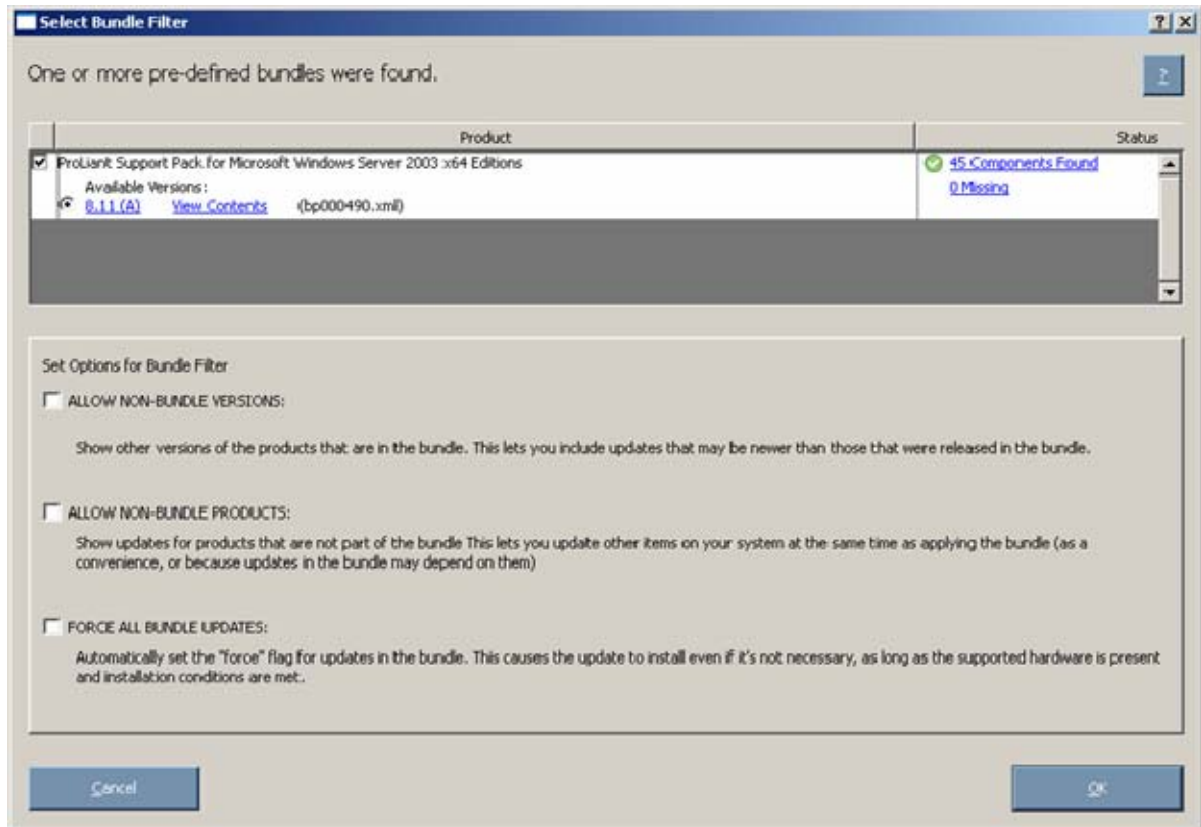 Select Bundle Filter
One or more pre-defined bundles were found.
?
Product
Status
ProLiant Support Pack for Microsoft Windows Server 2003 x64 Editions
45 Components Found
Available Versions:
0 Missing
8.11 (A) View Contents (bp000490.xml)
Set Options for Bundle Filter
ALLOW NON-BUNDLE VERSIONS:
Show other versions of the products that are in the bundle. This lets you include updates that may be newer than those that were released in the bundle.
ALLOW NON-BUNDLE PRODUCTS:
Show updates for products that are not part of the bundle This lets you update other items on your system at the same time as applying the bundle (as a
convenience, or because updates in the bundle may depend on them)
FORCE ALL BUNDLE UPDATES:
Automatically set the "force" flag for updates in the bundle. This causes the update to install even if it's not necessary, as long as the supported hardware is present
and installation conditions are met.
Cancel
OK